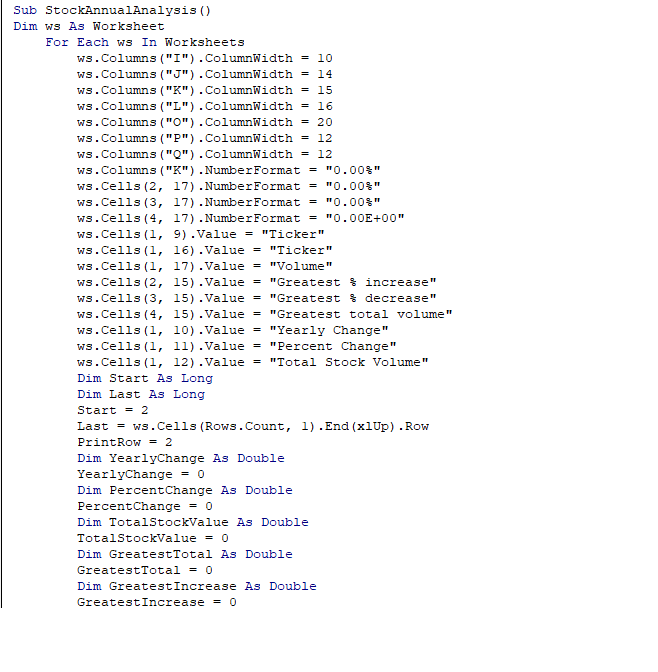 Sub StockAnnualAnalysis()
Dim ws As Worksheet
For Each ws In Worksheets
ws.Columns("I").ColumnWidth = 10
ws.Columns("J").ColumnWidth = 14
ws.Columns("K").ColumnWidth = 15
ws.Columns("L").ColumnWidth = 16
ws.Columns("O").ColumnWidth = 20
ws.Columns("P").ColumnWidth = 12
ws.Columns("Q").ColumnWidth = 12
ws.Columns("K").NumberFormat = "0.00%"
ws.Cells(2, 17).NumberFormat = "0.00%"
ws.Cells(3, 17).NumberFormat = "0.00%"
ws.Cells(4, 17).NumberFormat = "0.00E+00"
ws.Cells(1, 9).Value = "Ticker"
ws.Cells(1, 16).Value = "Ticker"
ws.Cells(1, 17).Value = "Volume"
ws.Cells(2, 15).Value = "Greatest % increase"
ws.Cells(3, 15).Value = "Greatest % decrease"
ws.Cells(4, 15).Value = "Greatest total volume"
ws.Cells(1, 10).Value = "Yearly Change"
ws.Cells(1, 11).Value = "Percent Change"
ws.Cells(1, 12).Value = "Total Stock Volume"
Dim Start As Long
Dim Last As Long
Start = 2
Last = ws.Cells(Rows.Count, 1).End(xlUp).Row
PrintRow = 2
Dim YearlyChange As Double
YearlyChange = 0
Dim PercentChange As Double
PercentChange = 0
Dim TotalStockValue As Double
TotalStockValue = 0
Dim GreatestTotal As Double
GreatestTotal = 0
Dim GreatestIncrease As Double
GreatestIncrease = 0